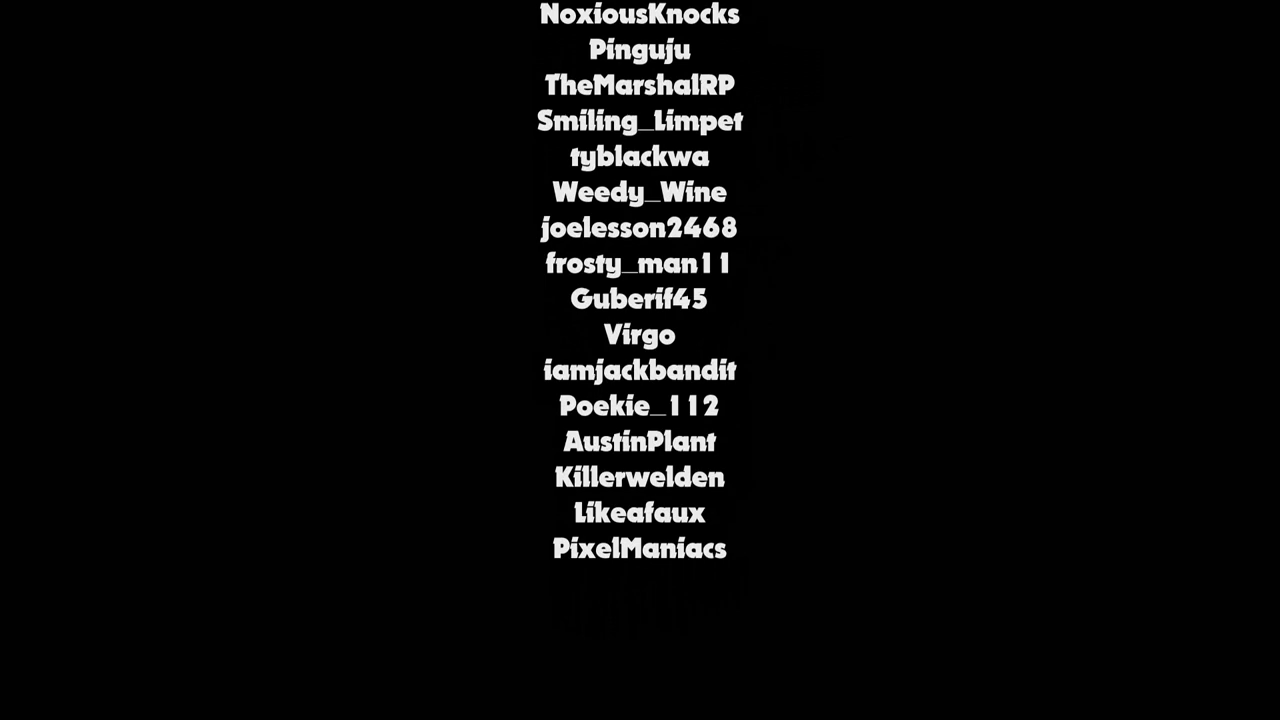 NoxiousKnocks
Pinguju
TheMarshalRP
Smiling_Limpet
tyblackwa
Weedy_Wine
joelesson2468
frosty_man11
Guberif45
Virgo
iamjackbandit
Poekie_112
AustinPlant
Killerwelden
Likeafaux
PixelManiacs